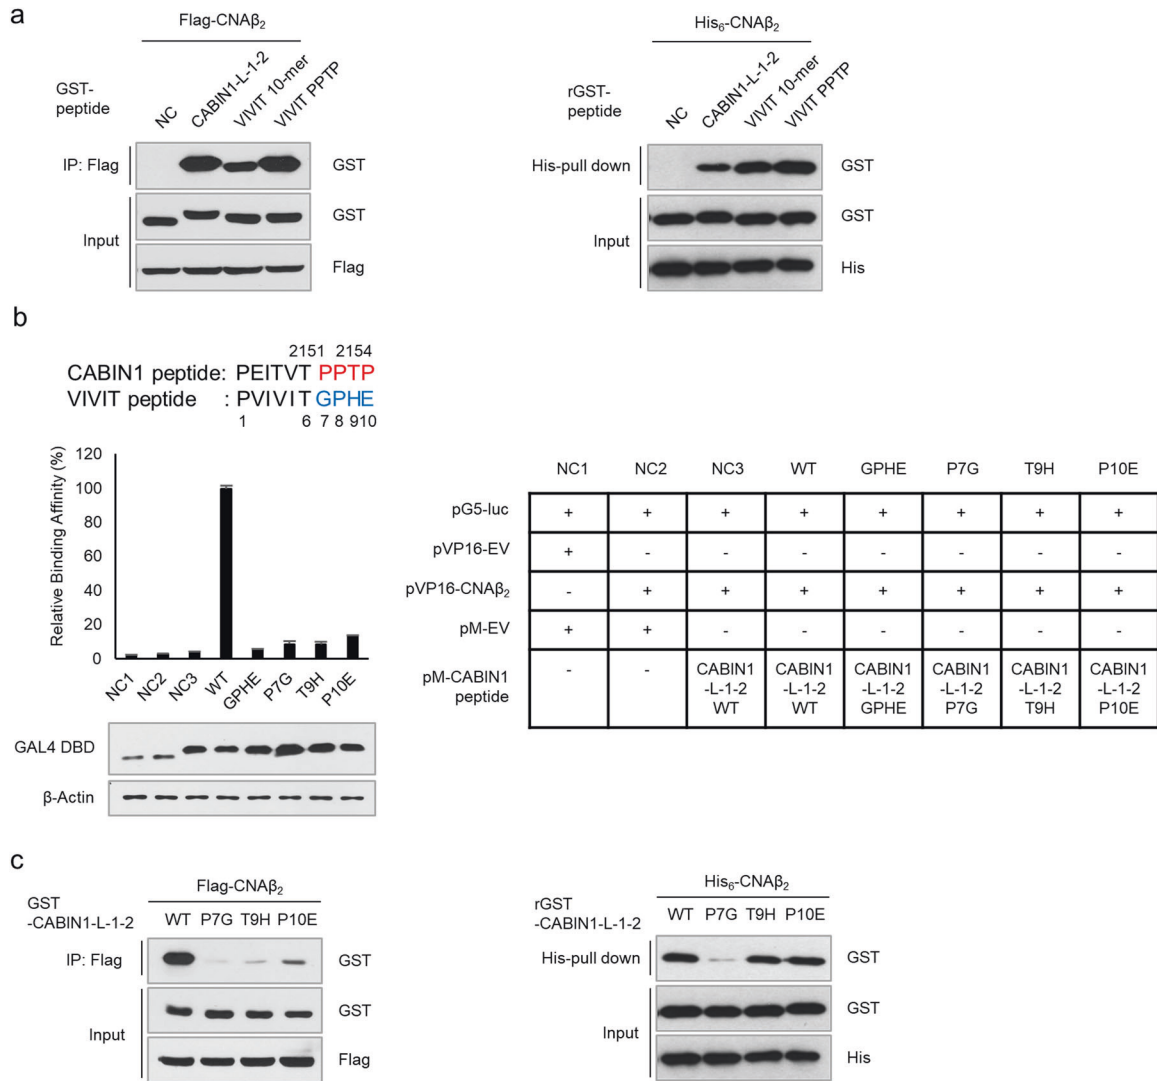 a
Flag-CNAβ₂
GST-
peptide
NC
CABIN1-L-1-2
VIVIT 10-mer
VIVIT PPTP
IP: Flag
GST
Input
GST
Flag
His₆-CNAβ₂
rGST-
peptide
NC
CABIN1-L-1-2
VIVIT 10-mer
VIVIT PPTP
His-pull down
GST
Input
GST
His
b
2151 2154
CABIN1 peptide: PEITVT PPTP
VIVIT peptide : PVIVIT GPHE
1 6 7 8 910
Relative Binding Affinity (%)
120
100
80
60
40
20
0
NC1
NC2
NC3
WT
GPHE
P7G
T9H
P10E
GAL4 DBD
β-Actin
NC1 NC2 NC3 WT GPHE P7G T9H P10E
pG5-luc + + + + + + + +
pVP16-EV + - - - - - - -
pVP16-CNAβ₂ - + + + + + + +
pM-EV + + - - - - - -
pM-CABIN1
peptide
- - CABIN1 CABIN1 CABIN1 CABIN1 CABIN1 CABIN1
-L-1-2 -L-1-2 -L-1-2 -L-1-2 -L-1-2 -L-1-2
WT WT GPHE P7G T9H P10E
c
Flag-CNAβ₂
GST
-CABIN1-L-1-2
WT P7G T9H P10E
IP: Flag
GST
Input
GST
Flag
His₆-CNAβ₂
rGST
-CABIN1-L-1-2
WT P7G T9H P10E
His-pull down
GST
Input
GST
His